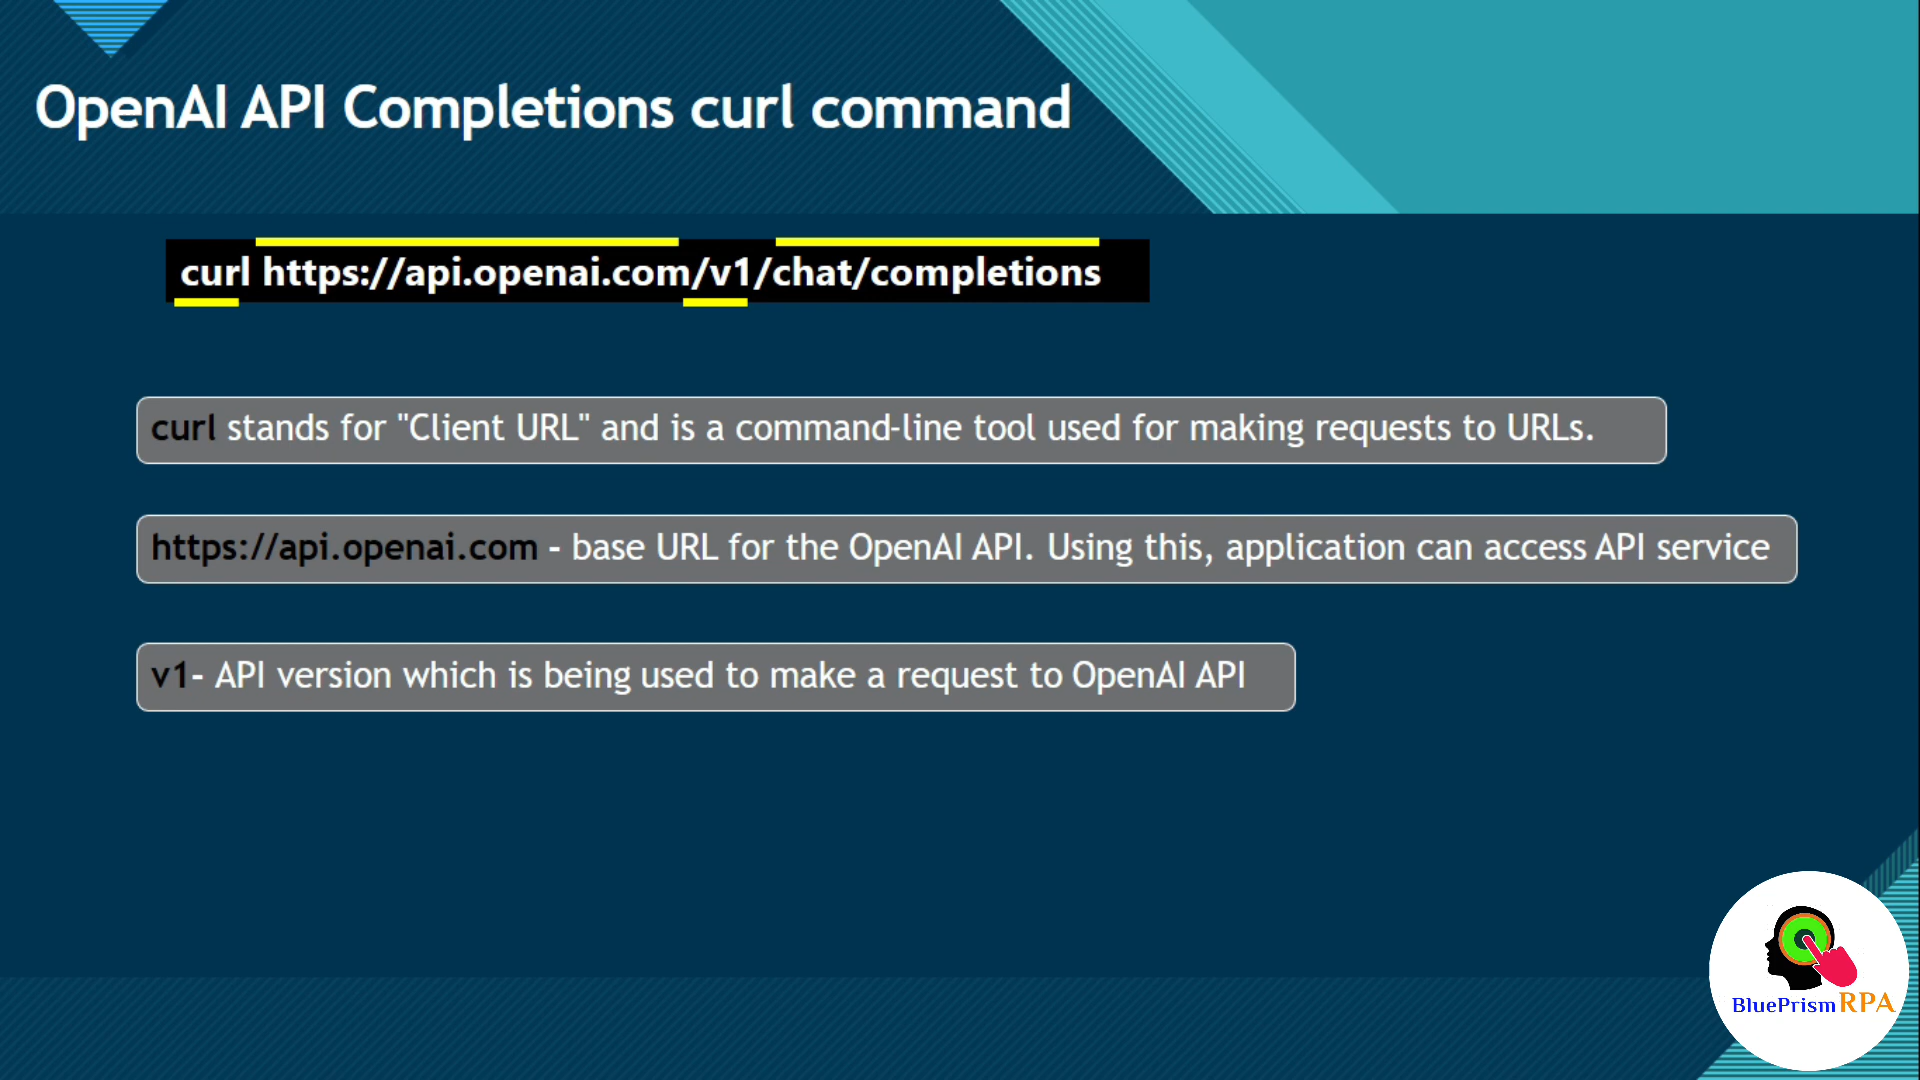 OpenAI API Completions curl command
curl https://api.openai.com/v1/chat/completions
curl stands for "Client URL" and is a command-line tool used for making requests to URLs.
https://api.openai.com - base URL for the OpenAI API. Using this, application can access API service
v1- API version which is being used to make a request to OpenAI API
BluePrism RPA